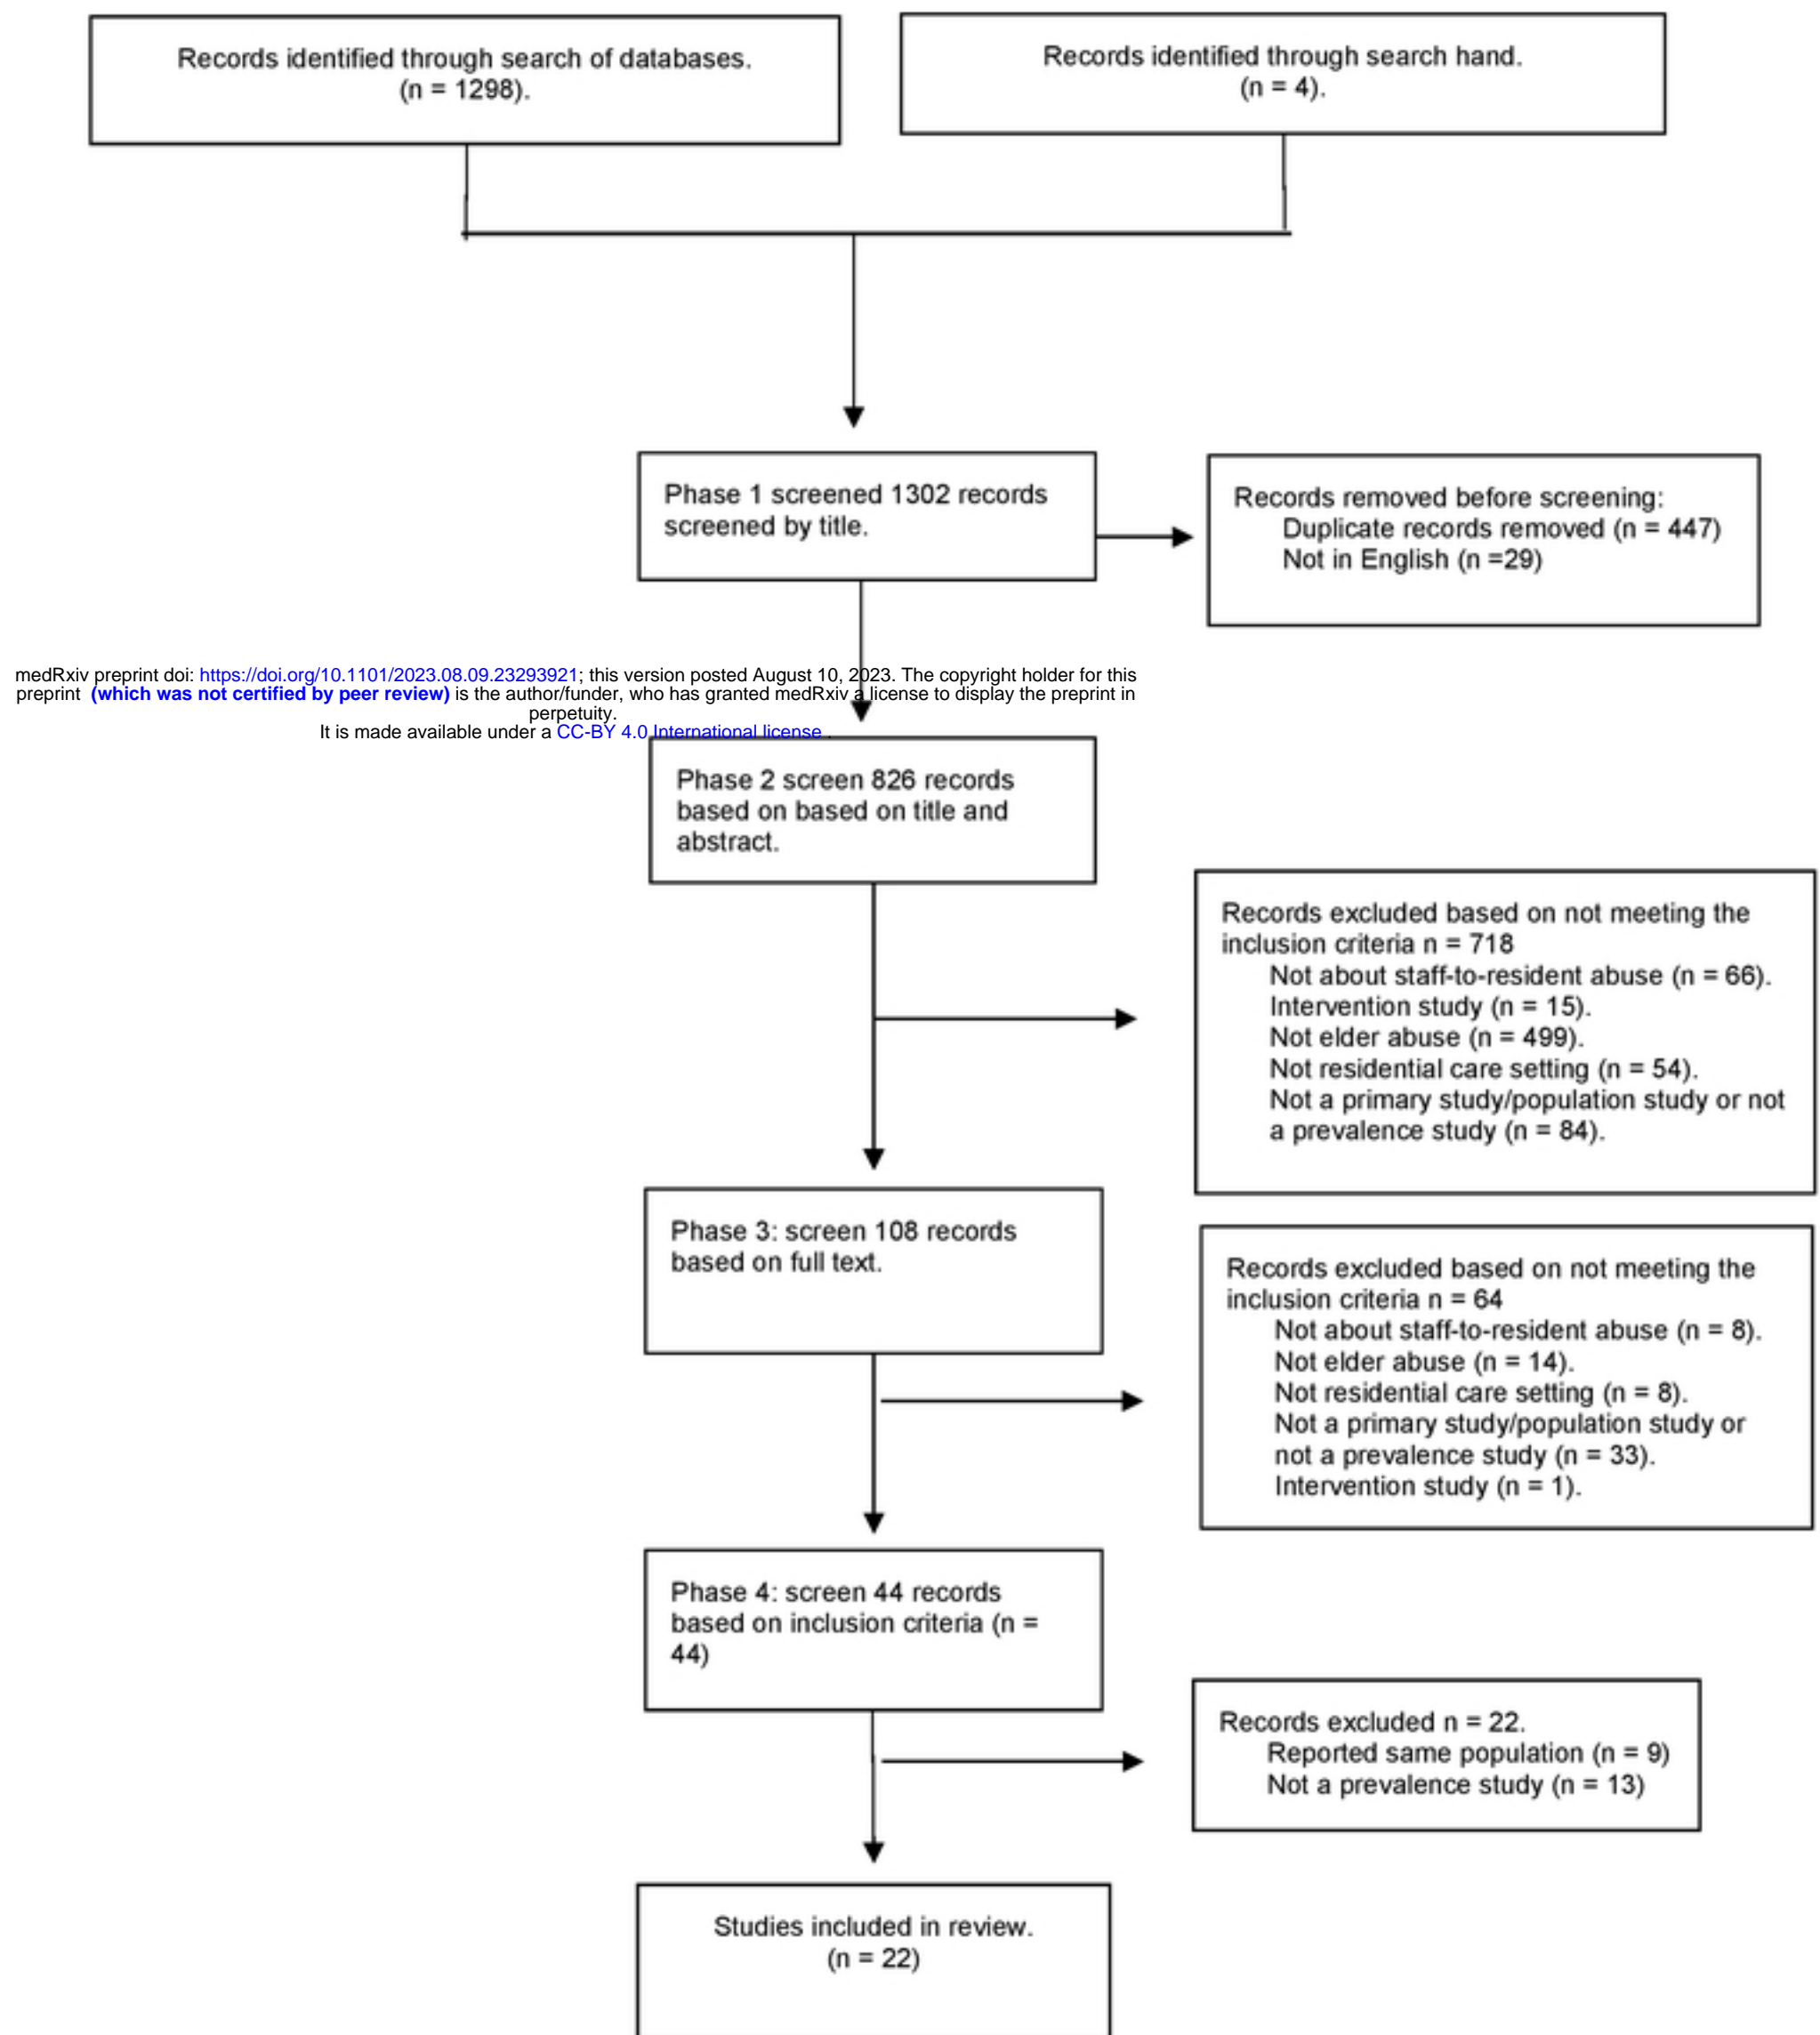 Records identified through search of databases.
(n = 1298).
Records identified through search hand.
(n = 4).
Phase 1 screened 1302 records
screened by title.
Records removed before screening:
Duplicate records removed (n = 447)
Not in English (n =29)
medRxiv preprint doi: https://doi.org/10.1101/2023.08.09.23293921; this version posted August 10, 2023. The copyright holder for this
preprint (which was not certified by peer review) is the author/funder, who has granted medRxiv a license to display the preprint in
perpetuity.
It is made available under a CC-BY 4.0 International license .
Phase 2 screen 826 records
based on based on title and
abstract.
Records excluded based on not meeting the
inclusion criteria n = 718
Not about staff-to-resident abuse (n = 66).
Intervention study (n = 15).
Not elder abuse (n = 499).
Not residential care setting (n = 54).
Not a primary study/population study or not
a prevalence study (n = 84).
Phase 3: screen 108 records
based on full text.
Records excluded based on not meeting the
inclusion criteria n = 64
Not about staff-to-resident abuse (n = 8).
Not elder abuse (n = 14).
Not residential care setting (n = 8).
Not a primary study/population study or
not a prevalence study (n = 33).
Intervention study (n = 1).
Phase 4: screen 44 records
based on inclusion criteria (n =
44)
Records excluded n = 22.
Reported same population (n = 9)
Not a prevalence study (n = 13)
Studies included in review.
(n = 22)